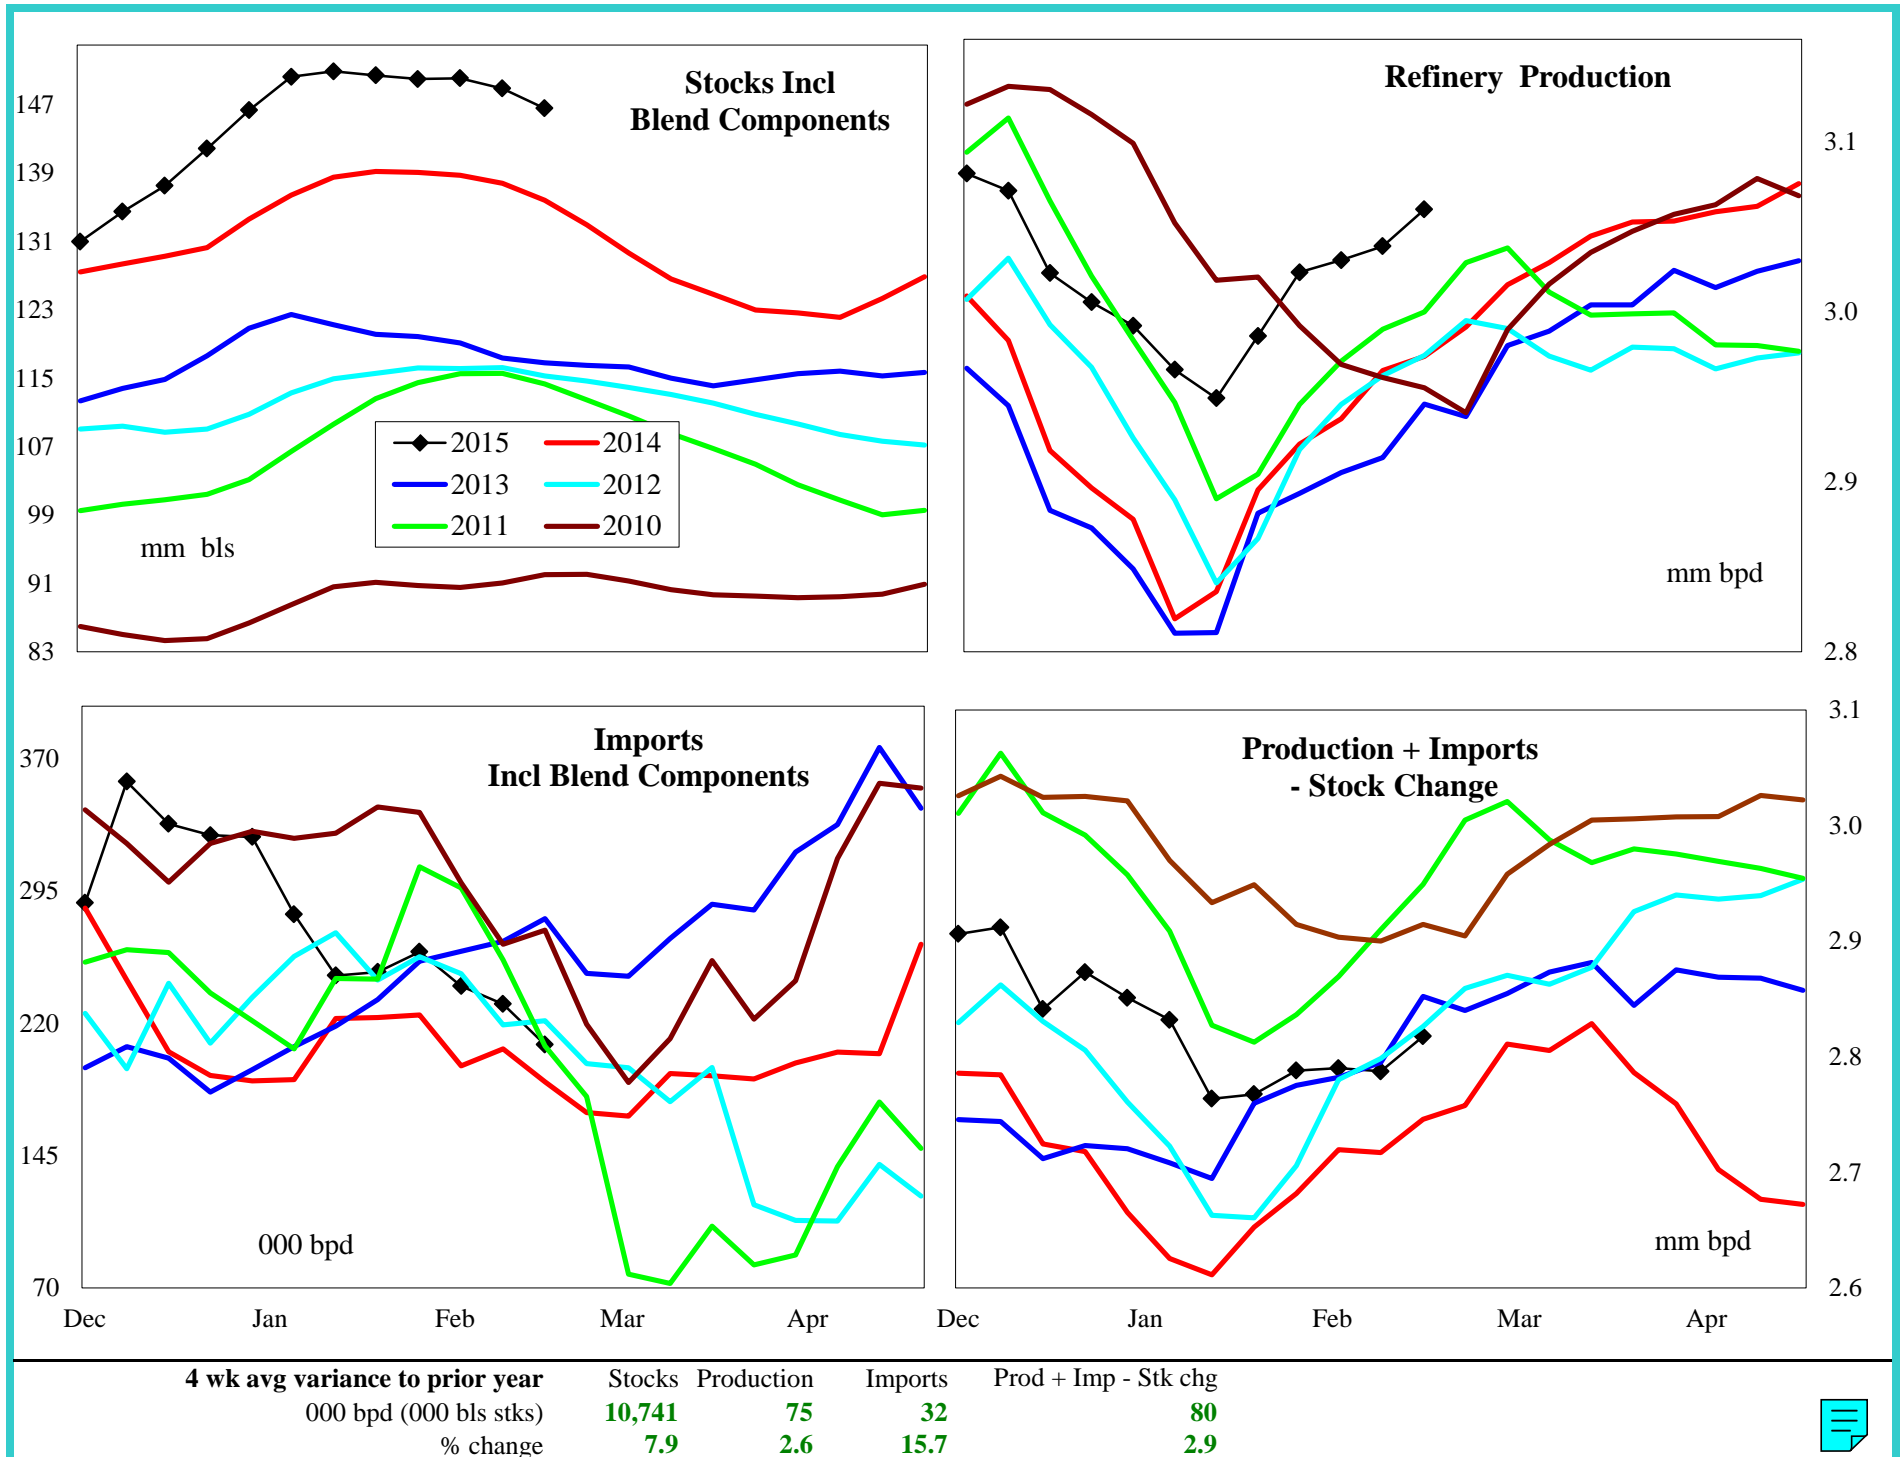 Stocks Incl
Blend Components
147
139
131
123
115
107
99
91
83
2015 2014
2013 2012
2011 2010
mm bls
Refinery Production
3.1
3.0
2.9
2.8
mm bpd
Imports
Incl Blend Components
370
295
220
145
70
000 bpd
Dec Jan Feb Mar Apr
Production + Imports
- Stock Change
3.1
3.0
2.9
2.8
2.7
2.6
mm bpd
Dec Jan Feb Mar Apr
4 wk avg variance to prior year Stocks Production Imports Prod + Imp - Stk chg
000 bpd (000 bls stks) 10,741 75 32 80
% change 7.9 2.6 15.7 2.9